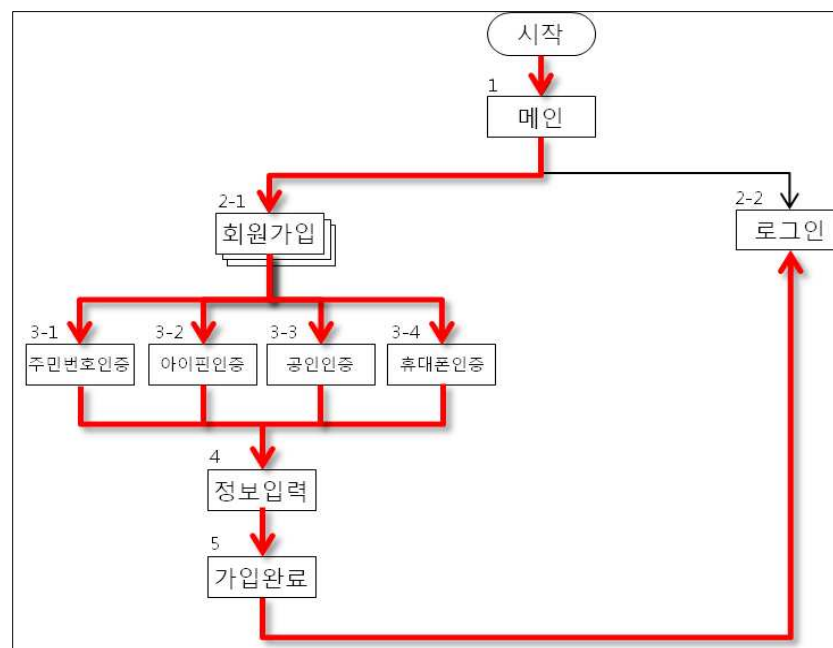 시작
1
메인
2-1
회원가입
2-2
로그인
3-1
주민번호인증
3-2
아이핀인증
3-3
공인인증
3-4
휴대폰인증
4
정보입력
5
가입완료